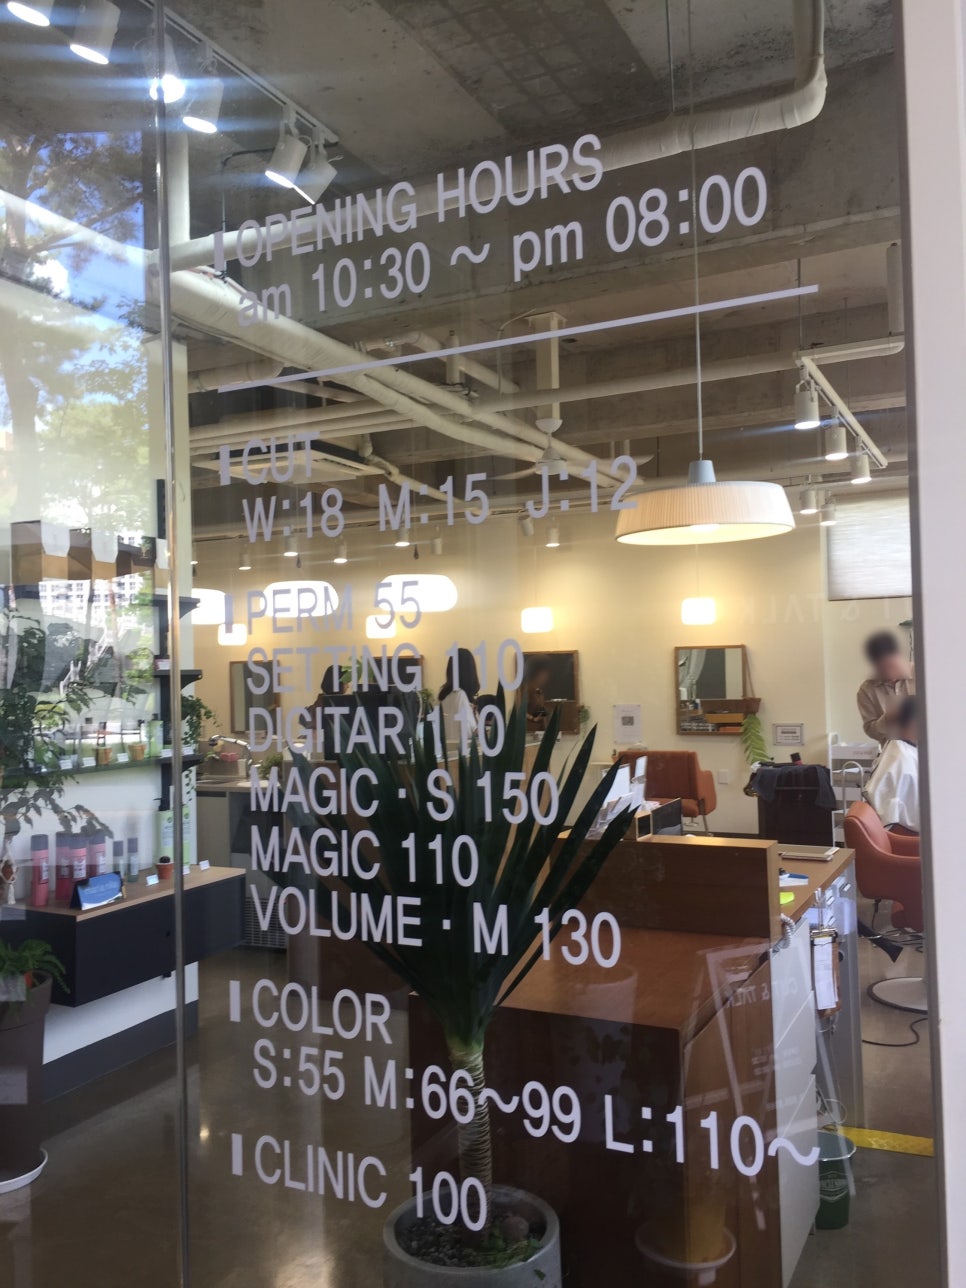 OPENING HOURS
am 10:30 ~ pm 08:00
CUT
W:18 M:15 J:12
PERM 55
SETTING 110
DIGITAR 110
MAGIC · S 150
MAGIC 110
VOLUME · M 130
COLOR
S:55 M:66~99 L:110~
CLINIC 100